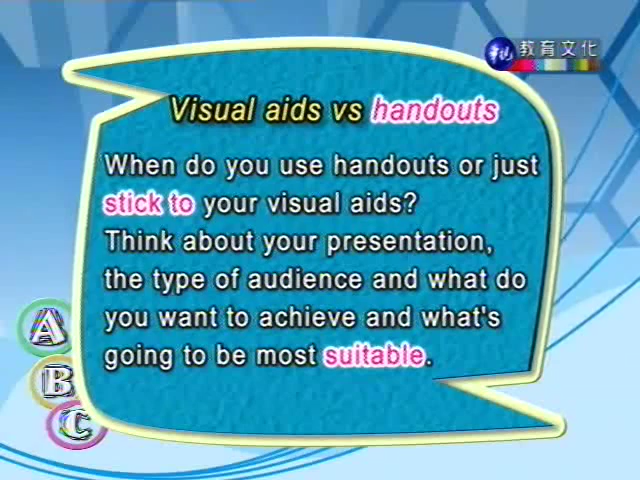 華視 教育文化
Visual aids vs handouts
When do you use handouts or just
stick to your visual aids?
Think about your presentation,
the type of audience and what do
you want to achieve and what's
going to be most suitable.
A
B
C